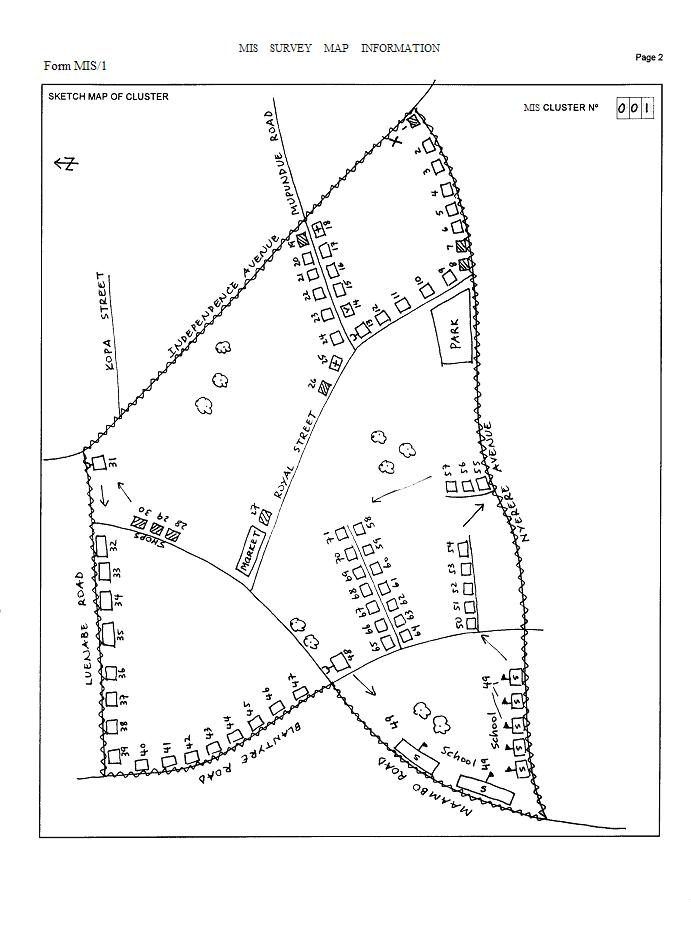 MIS SURVEY MAP INFORMATION
Form MIS/1
Page 2
SKETCH MAP OF CLUSTER
MIS CLUSTER Nº 0 0 1
N
MUPUNDUE ROAD
INDEPENDENCE AVENUE
KOPA STREET
X
1
2
3
4
5
6
7
8
9
10
11
12
13
14
15
16
17
18
19
20
21
22
23
24
25
26
PARK
ROYAL STREET
27
MARKET
28
29
30
SHOPS
31
32
33
34
35
36
37
38
39
LUENABE ROAD
40
41
42
43
44
45
46
47
BLANTYRE ROAD
48
49
School
49
School
49
S
S
S
S
S
S
S
MAAMBO ROAD
50
51
52
53
54
55
56
57
NYERERE AVENUE
58
59
60
61
62
63
64
65
66
67
68
69
70
71